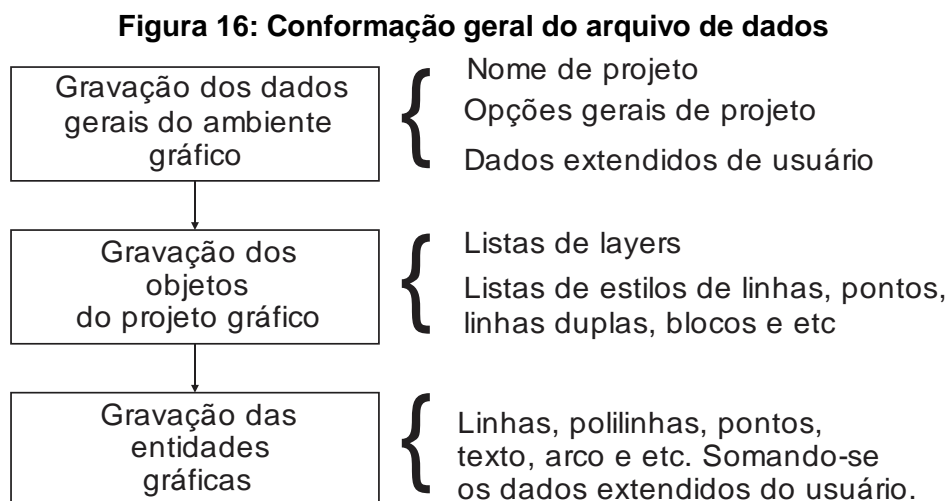 Figura 16: Conformação geral do arquivo de dados
Gravação dos dados
gerais do ambiente
gráfico
Nome de projeto
Opções gerais de projeto
Dados extendidos de usuário
Gravação dos
objetos
do projeto gráfico
Listas de layers
Listas de estilos de linhas, pontos,
linhas duplas, blocos e etc
Gravação das
entidades
gráficas
Linhas, polilinhas, pontos,
texto, arco e etc. Somando-se
os dados extendidos do usuário.